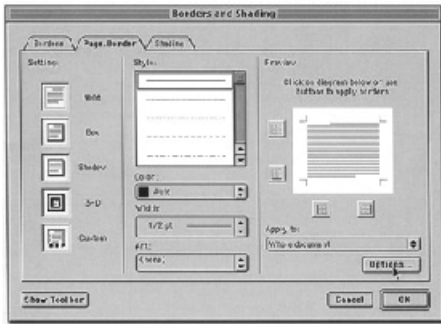 Borders and Shading
Borders
Page Border
Shading
Setting:
Style:
Preview
Click on diagram below or use
buttons to apply borders
Box
Shadow
3-D
Custom
Color:
Auto
Width:
1/2 pt
Art:
(none)
Apply to:
Whole document
Options...
Show Toolbar
Cancel
OK